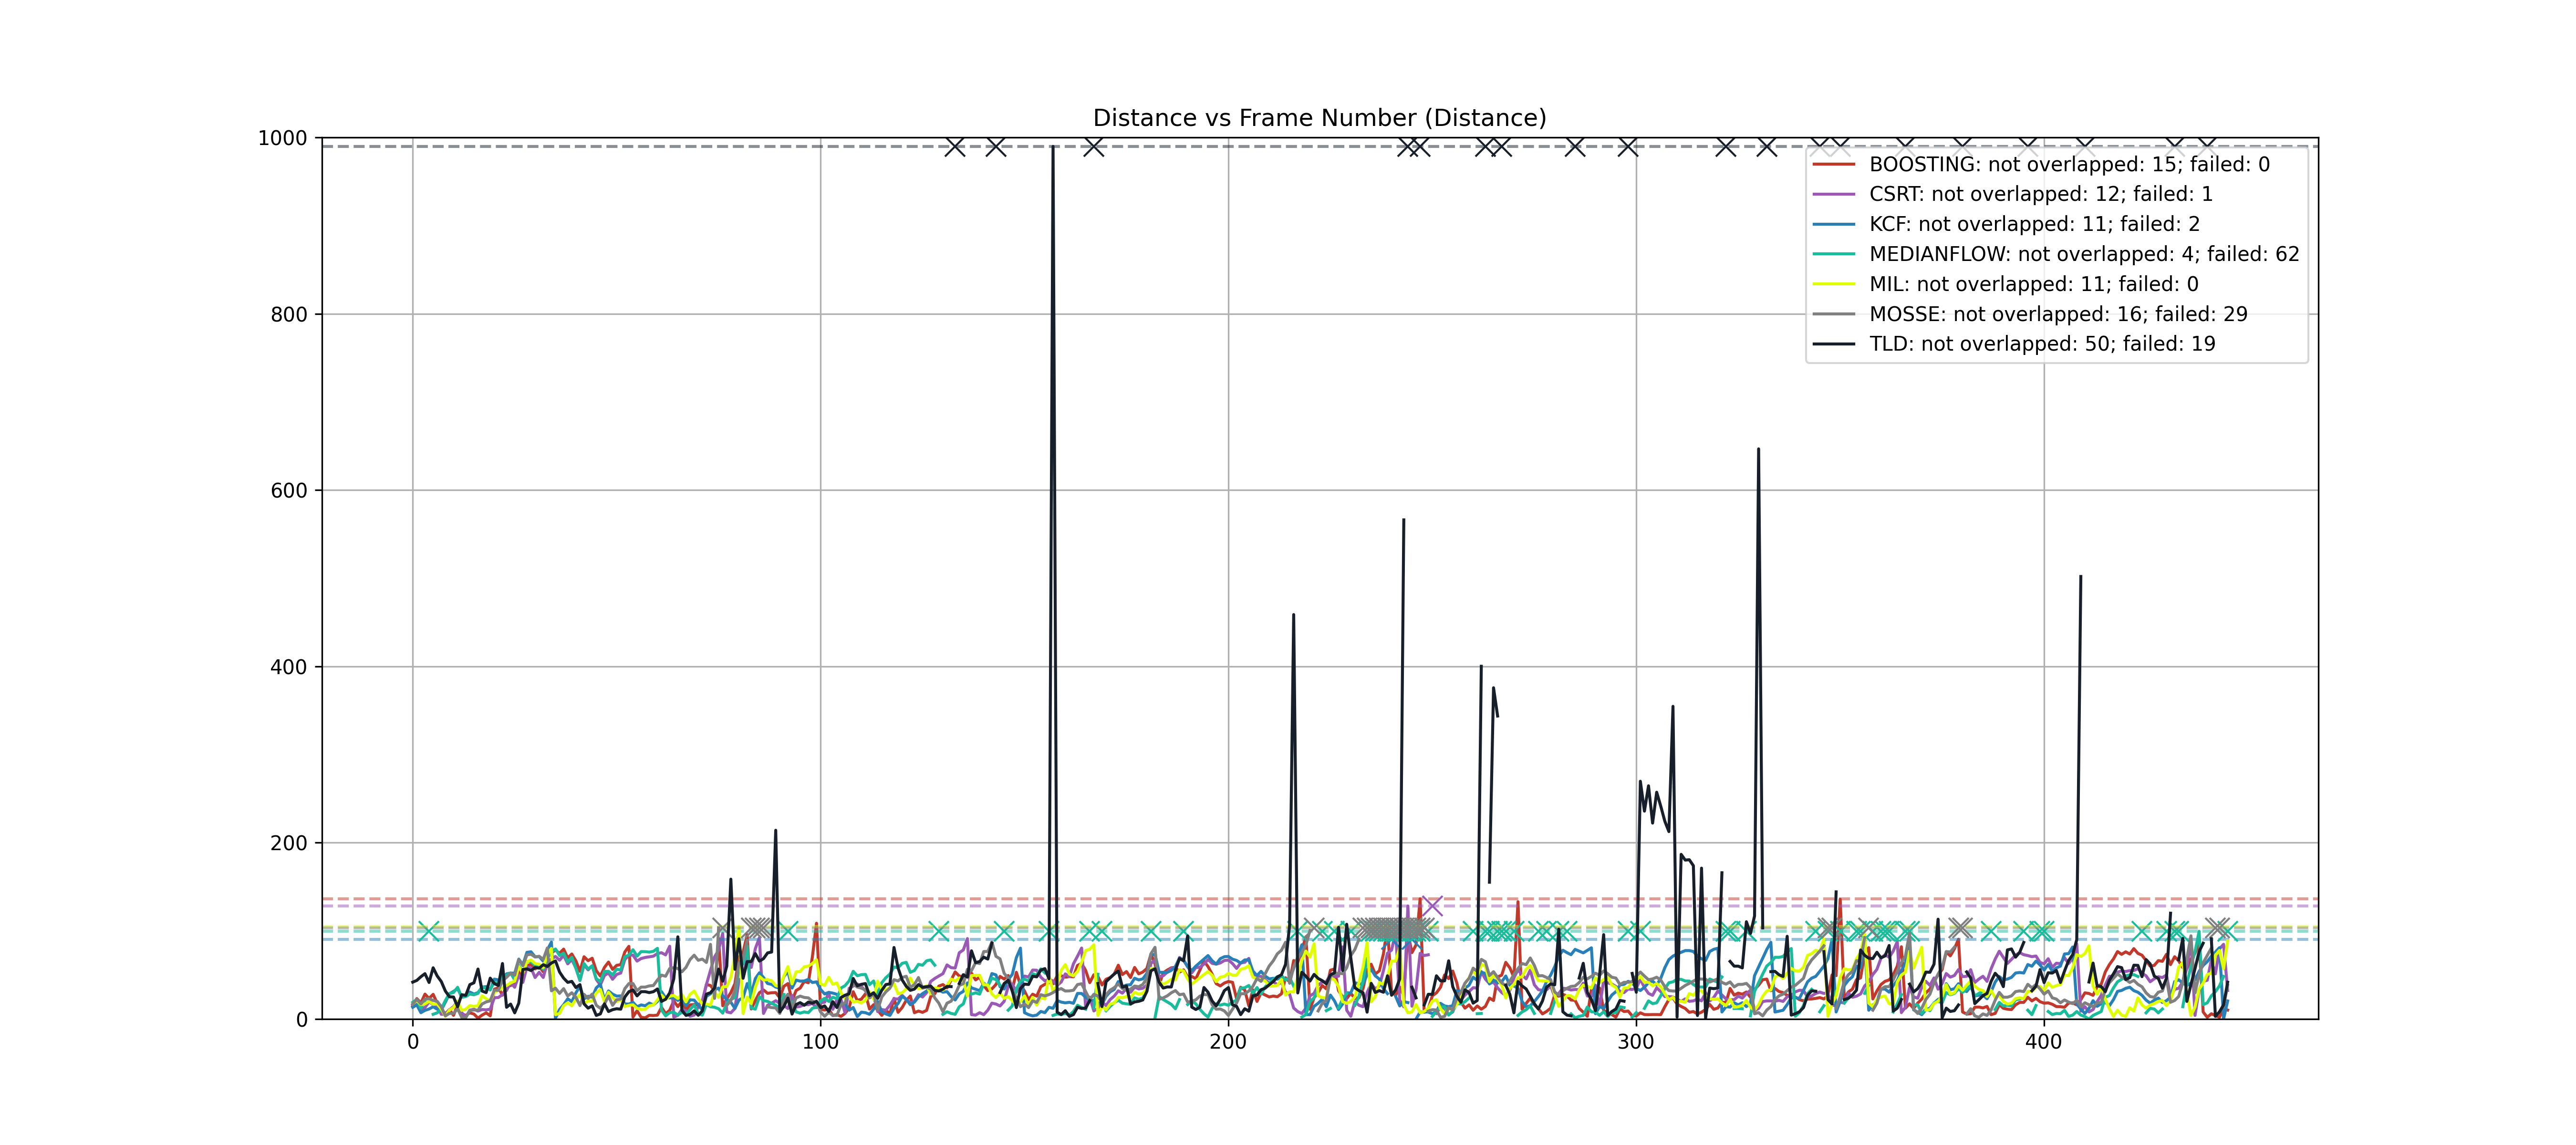 Distance vs Frame Number (Distance)
1000
800
600
400
200
0
BOOSTING: not overlapped: 15; failed: 0
CSRT: not overlapped: 12; failed: 1
KCF: not overlapped: 11; failed: 2
MEDIANFLOW: not overlapped: 4; failed: 62
MIL: not overlapped: 11; failed: 0
MOSSE: not overlapped: 16; failed: 29
TLD: not overlapped: 50; failed: 19
0 100 200 300 400